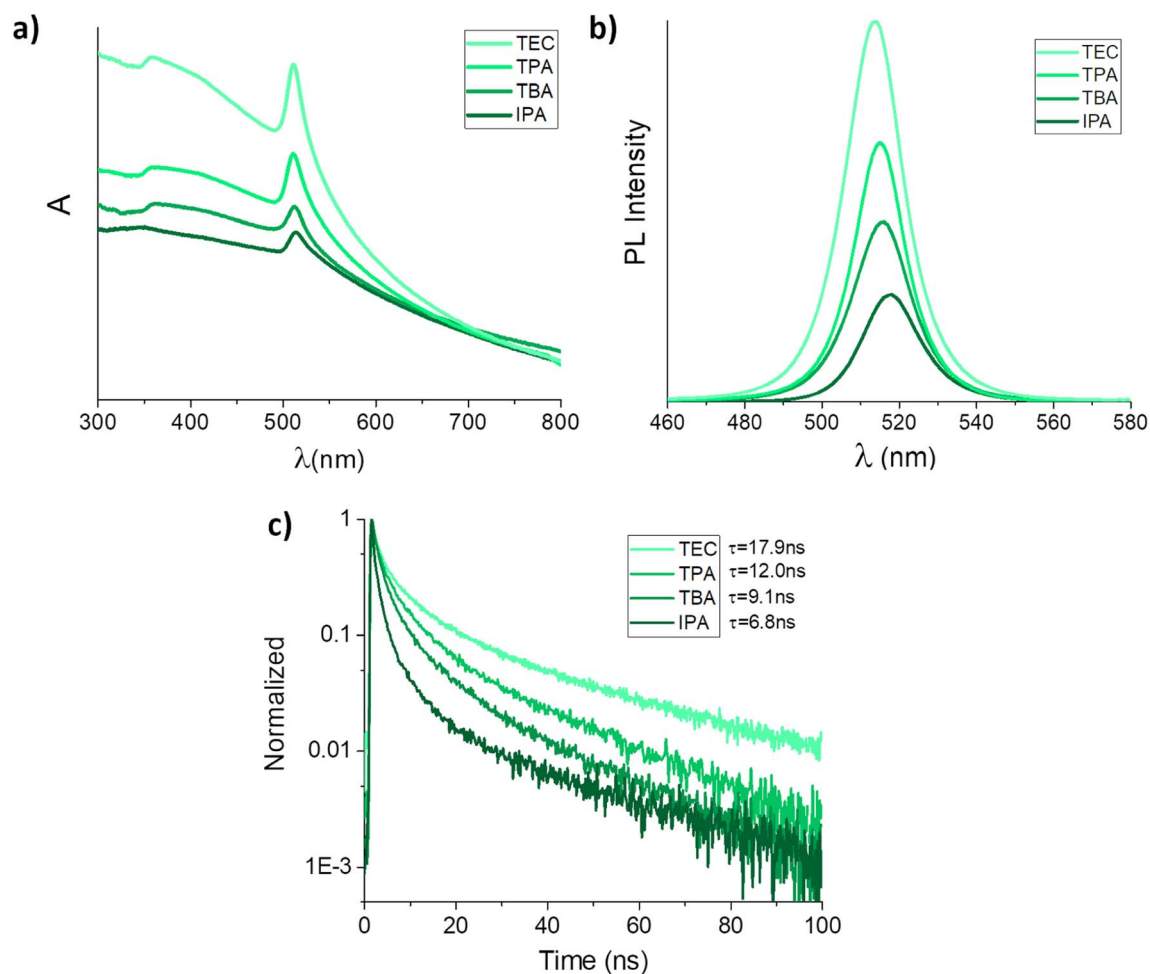 a)
A
TEC
TPA
TBA
IPA
300 400 500 600 700 800
λ(nm)
b)
PL Intensity
TEC
TPA
TBA
IPA
460 480 500 520 540 560 580
λ (nm)
c)
Normalized
1
0.1
0.01
1E-3
TEC τ=17.9ns
TPA τ=12.0ns
TBA τ=9.1ns
IPA τ=6.8ns
0 20 40 60 80 100
Time (ns)